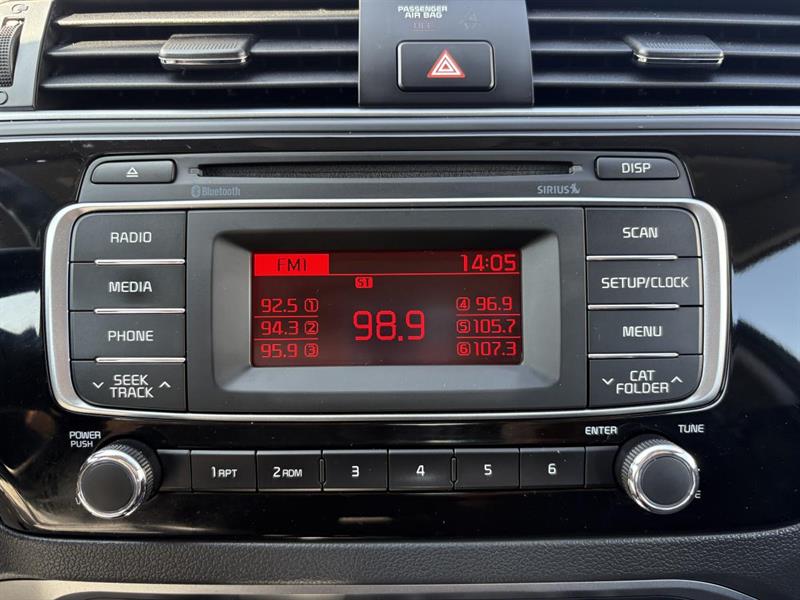 PASSENGER
AIR BAG
OFF
DISP
Bluetooth
SIRIUS
RADIO
MEDIA
PHONE
SEEK
TRACK
FM1
14:05
ST
92.5 1
94.3 2
95.9 3
98.9
4 96.9
5 105.7
6 107.3
SCAN
SETUP/CLOCK
MENU
CAT
FOLDER
POWER
PUSH
1 RPT
2 RDM
3
4
5
6
ENTER
TUNE